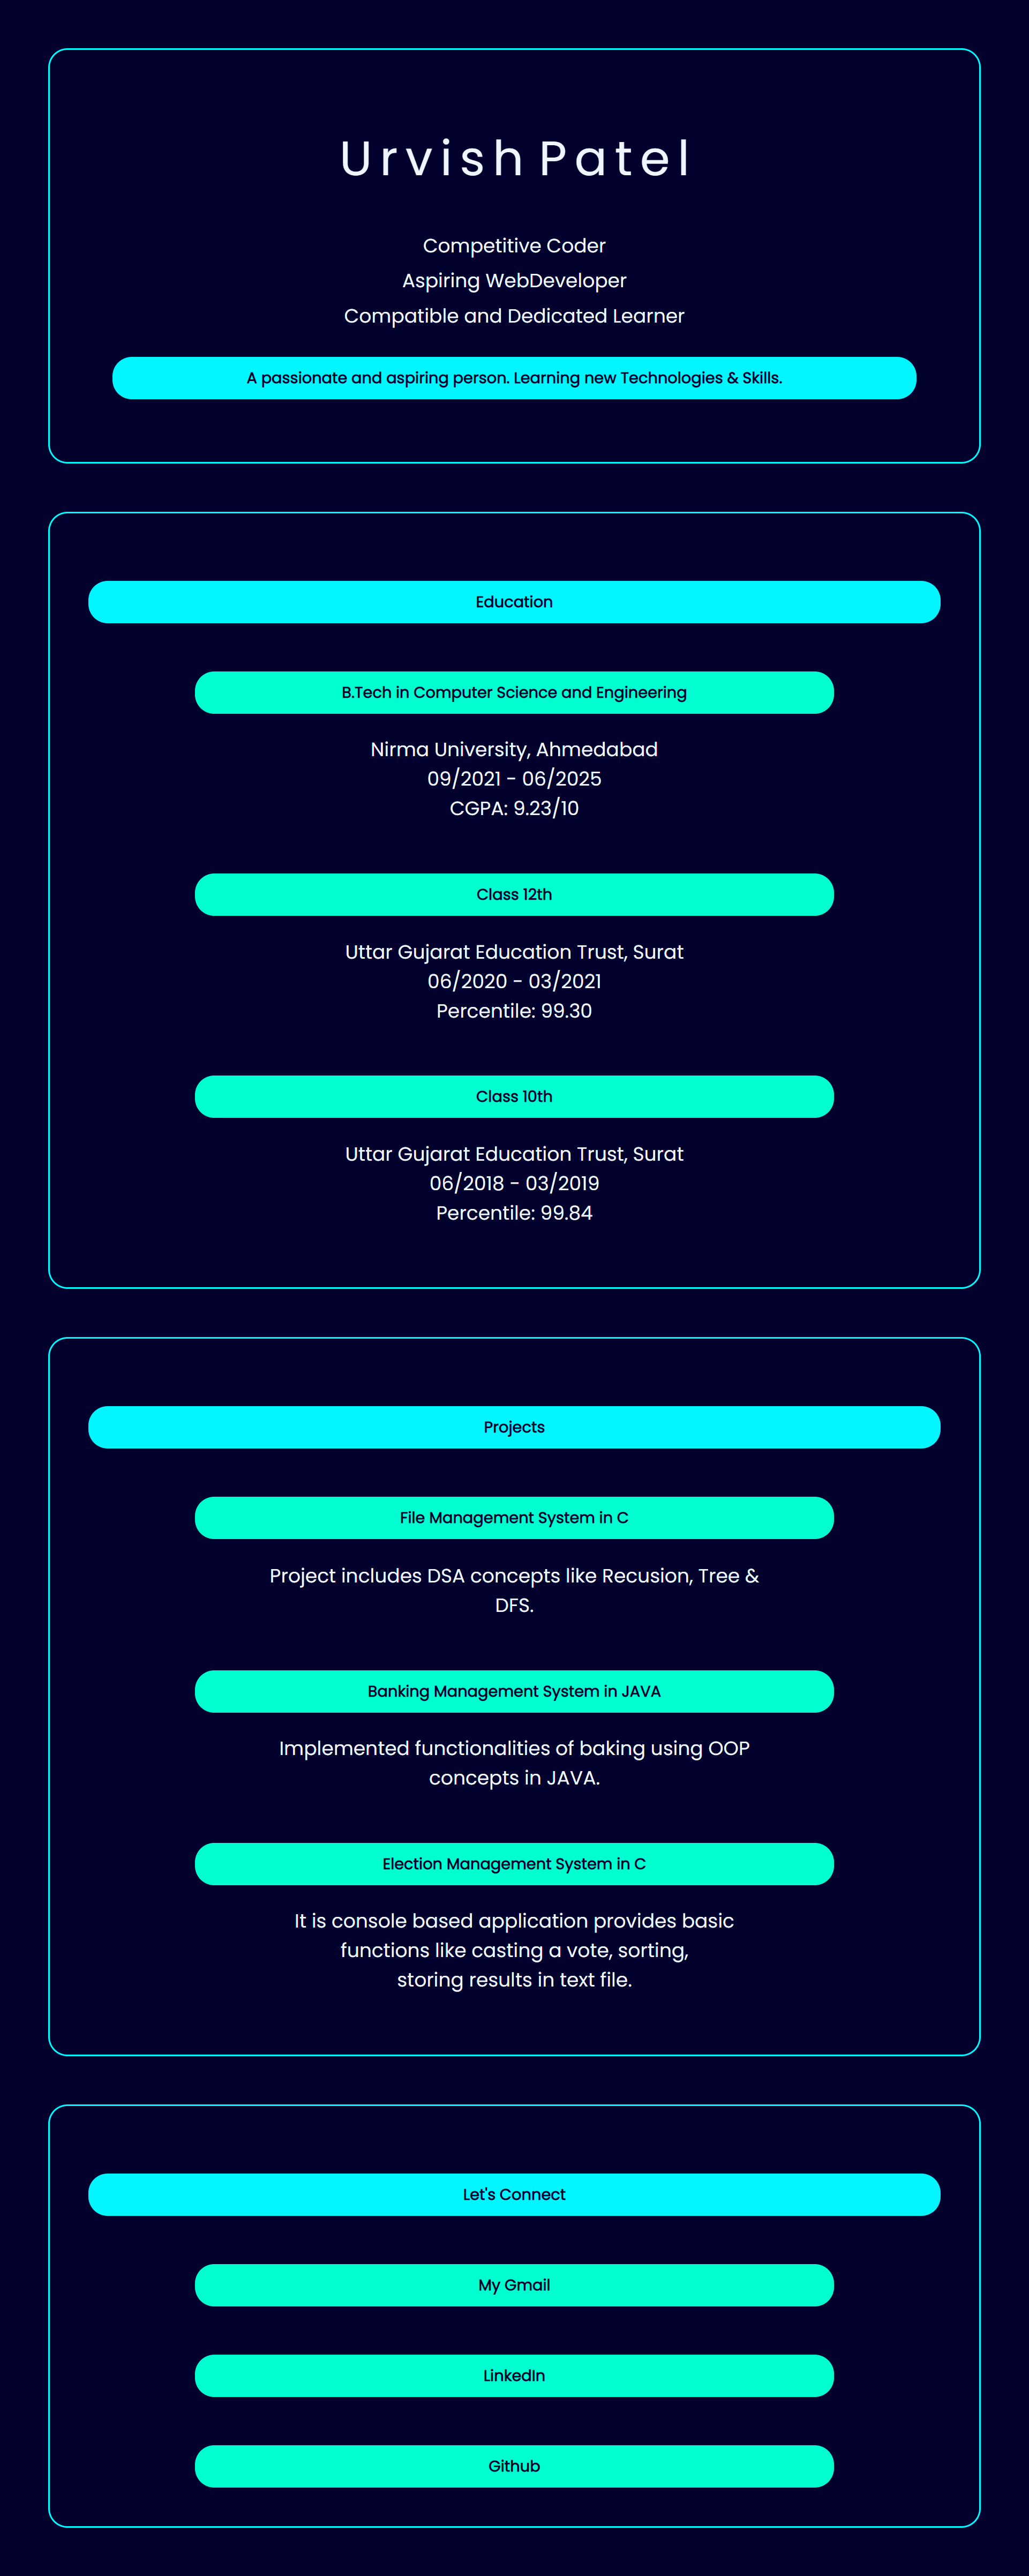 Urvish Patel
Competitive Coder
Aspiring WebDeveloper
Compatible and Dedicated Learner
A passionate and aspiring person. Learning new Technologies & Skills.
Education
B.Tech in Computer Science and Engineering
Nirma University, Ahmedabad
09/2021 - 06/2025
CGPA: 9.23/10
Class 12th
Uttar Gujarat Education Trust, Surat
06/2020 - 03/2021
Percentile: 99.30
Class 10th
Uttar Gujarat Education Trust, Surat
06/2018 - 03/2019
Percentile: 99.84
Projects
File Management System in C
Project includes DSA concepts like Recusion, Tree &
DFS.
Banking Management System in JAVA
Implemented functionalities of baking using OOP
concepts in JAVA.
Election Management System in C
It is console based application provides basic
functions like casting a vote, sorting,
storing results in text file.
Let's Connect
My Gmail
LinkedIn
Github